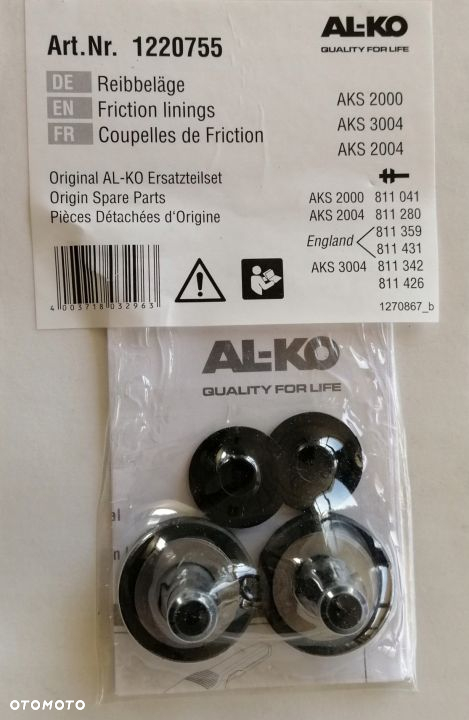 Art.Nr. 1220755
AL-KO
QUALITY FOR LIFE
DE Reibbeläge
EN Friction linings
FR Coupelles de Friction
AKS 2000
AKS 3004
AKS 2004
Original AL-KO Ersatzteilset
Origin Spare Parts
Pièces Détachées d'Origine
AKS 2000 811 041
AKS 2004 811 280
England 811 359
811 431
AKS 3004 811 342
811 426
4 003718 032963
1270867_b
AL-KO
QUALITY FOR LIFE
al
OTOMOTO